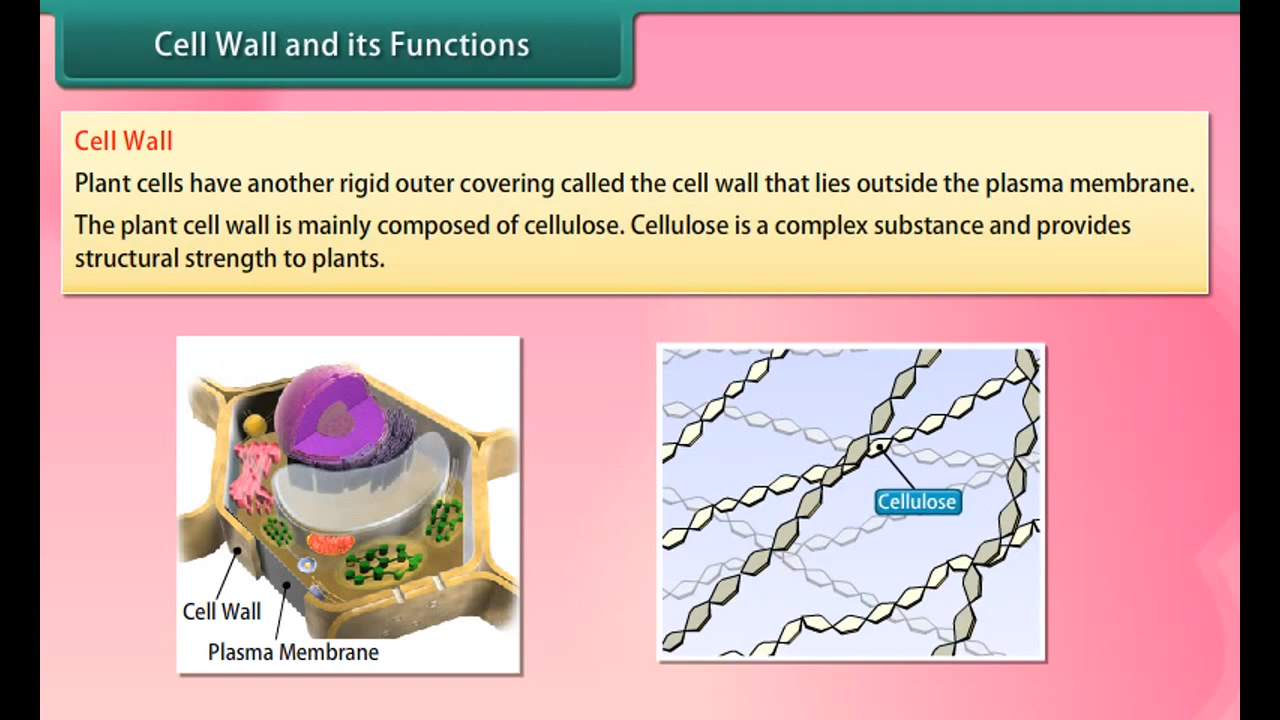 Cell Wall and its Functions
Cell Wall
Plant cells have another rigid outer covering called the cell wall that lies outside the plasma membrane.
The plant cell wall is mainly composed of cellulose. Cellulose is a complex substance and provides
structural strength to plants.
Cell Wall
Plasma Membrane
Cellulose